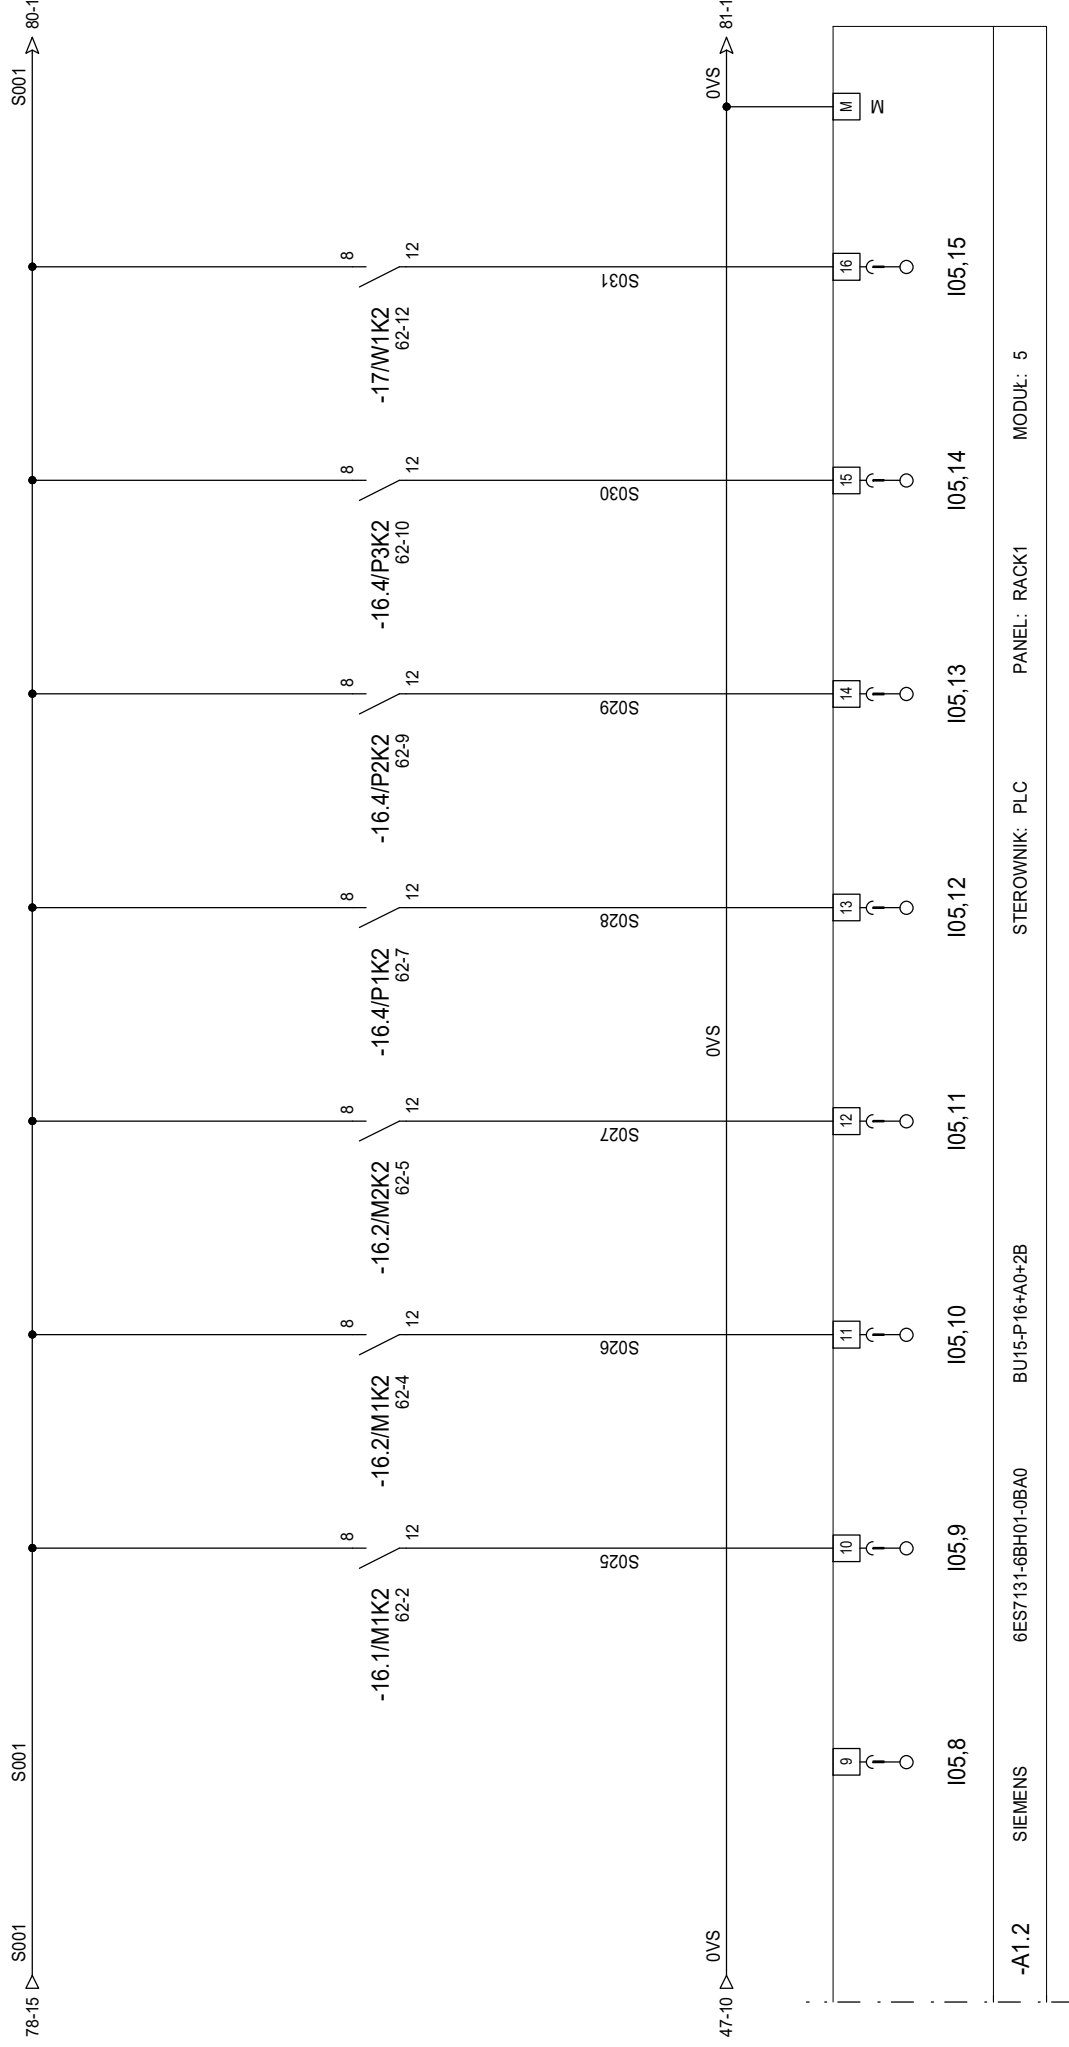 78-15
S001
S001
S001
80-1
8
12
-16.1/M1K2
62-2
S025
8
12
-16.2/M1K2
62-4
S026
8
12
-16.2/M2K2
62-5
S027
8
12
-16.4/P1K2
62-7
S028
8
12
-16.4/P2K2
62-9
S029
8
12
-16.4/P3K2
62-10
S030
8
12
-17/W1K2
62-12
S031
47-10
0VS
0VS
0VS
81-1
9
10
11
12
13
14
15
16
M
M
I05,8
I05,9
I05,10
I05,11
I05,12
I05,13
I05,14
I05,15
-A1.2
SIEMENS
6ES7131-6BH01-0BA0
BU15-P16+A0+2B
STEROWNIK: PLC
PANEL: RACK1
MODUŁ: 5